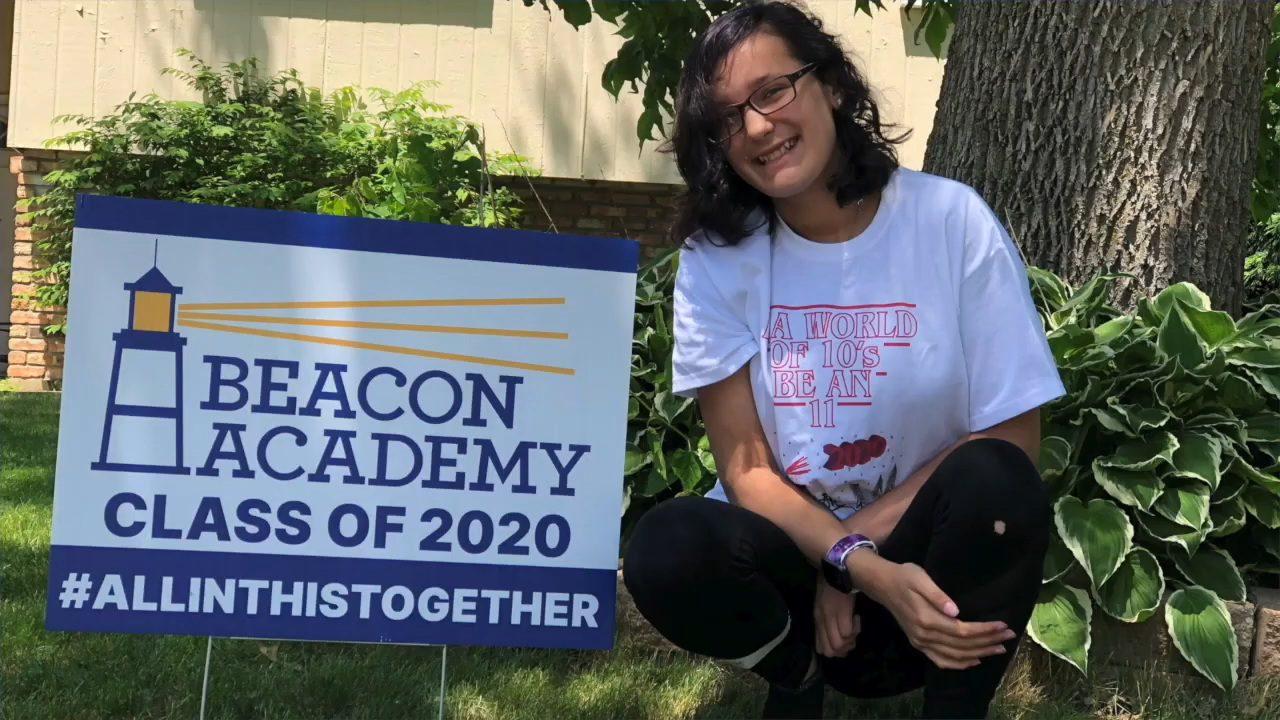 BEACON
ACADEMY
CLASS OF 2020
#ALLINTHISTOGETHER
A WORLD
OF 10's
BE AN
11